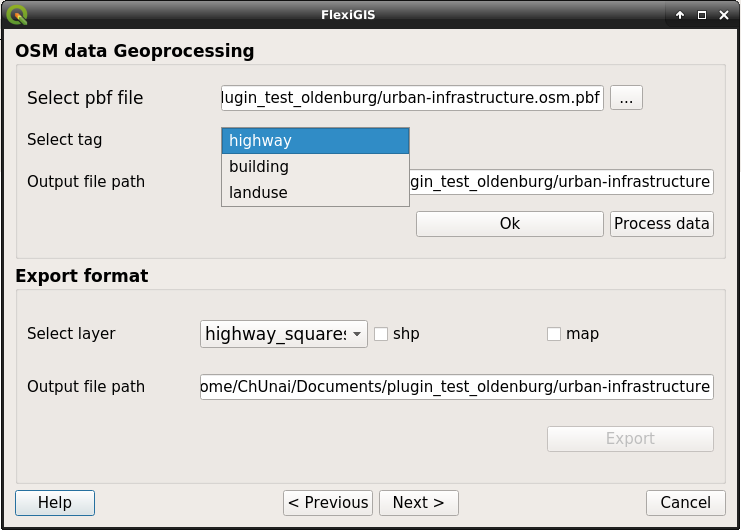 FlexiGIS
OSM data Geoprocessing
Select pbf file
lugin_test_oldenburg/urban-infrastructure.osm.pbf
...
Select tag
highway
building
landuse
Output file path
gin_test_oldenburg/urban-infrastructure
Ok
Process data
Export format
Select layer
highway_squares
shp
map
Output file path
ome/ChUnai/Documents/plugin_test_oldenburg/urban-infrastructure
Export
Help
< Previous
Next >
Cancel